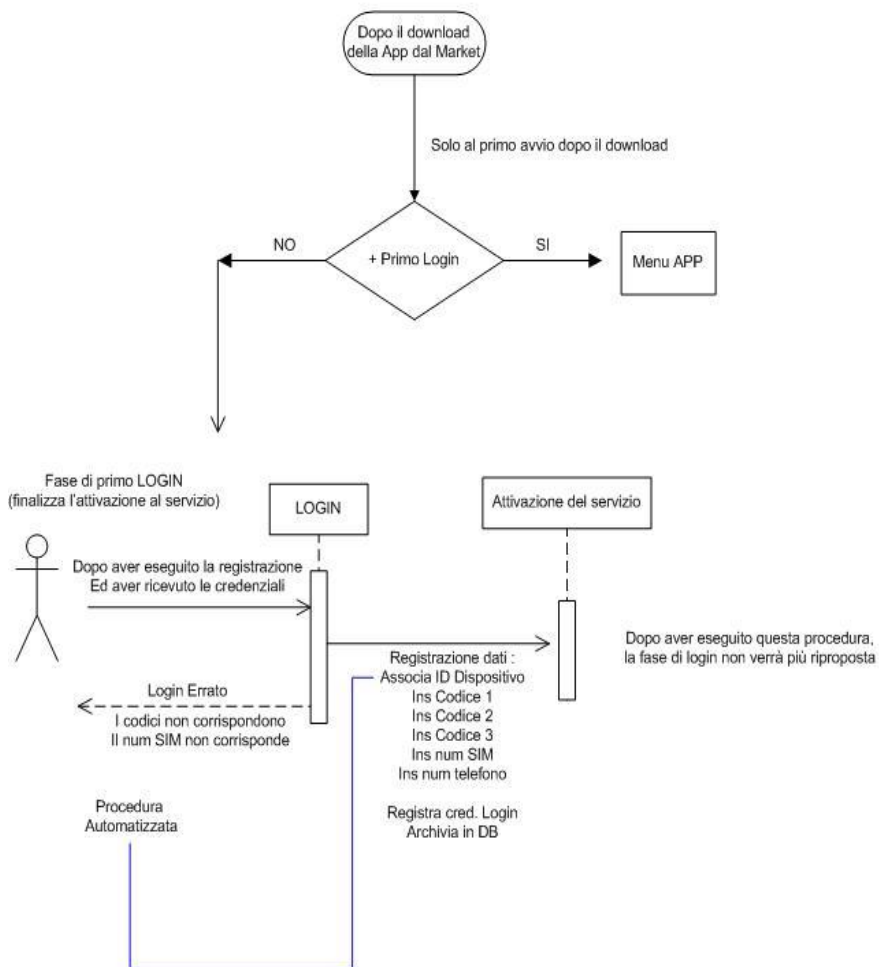 Dopo il download
della App dal Market
Solo al primo avvio dopo il download
NO
+ Primo Login
SI
Menu APP
Fase di primo LOGIN
(finalizza l'attivazione al servizio)
LOGIN
Attivazione del servizio
Dopo aver eseguito la registrazione
Ed aver ricevuto le credenziali
Dopo aver eseguito questa procedura,
la fase di login non verrà più riproposta
Registrazione dati :
Associa ID Dispositivo
Ins Codice 1
Ins Codice 2
Ins Codice 3
Ins num SIM
Ins num telefono
Login Errato
I codici non corrispondono
Il num SIM non corrisponde
Registra cred. Login
Archivia in DB
Procedura
Automatizzata